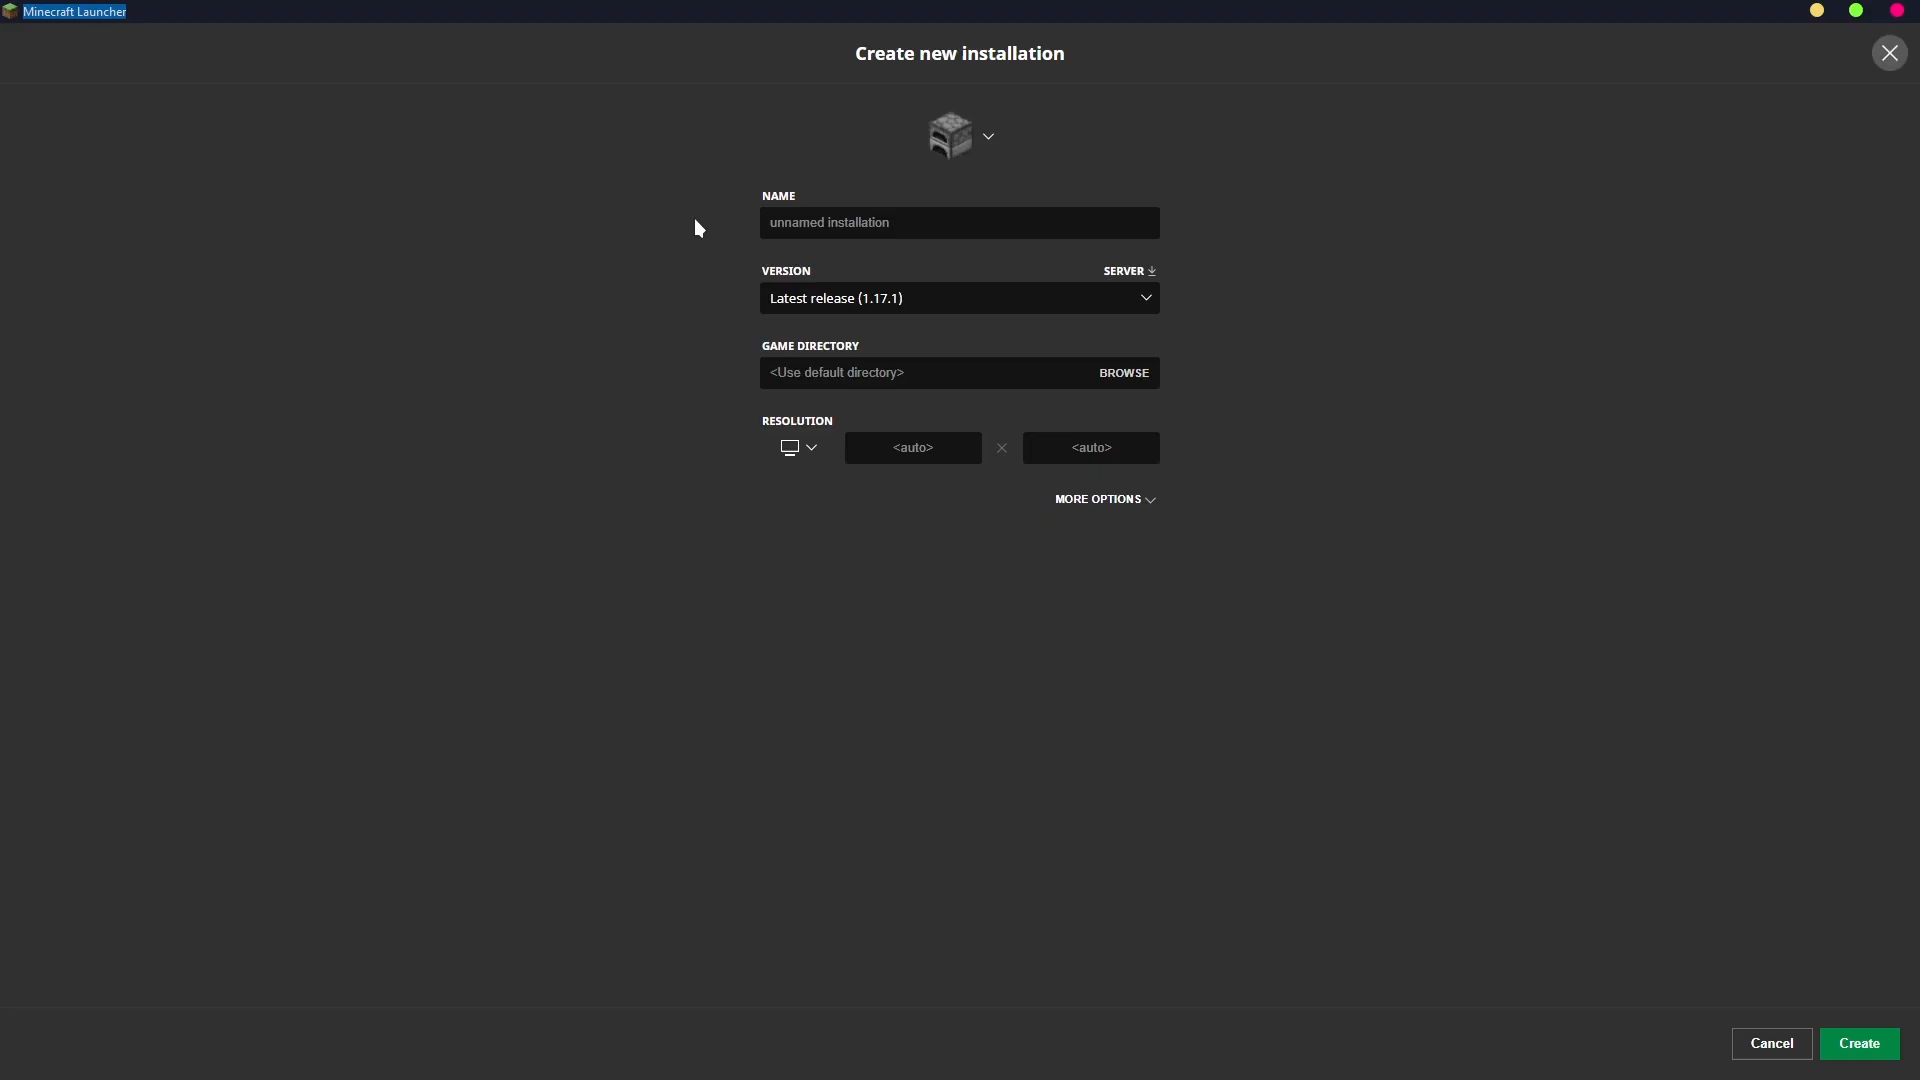 Minecraft Launcher
Create new installation
NAME
unnamed installation
VERSION
SERVER
Latest release (1.17.1)
GAME DIRECTORY
<Use default directory>
BROWSE
RESOLUTION
<auto>
<auto>
MORE OPTIONS
Cancel
Create